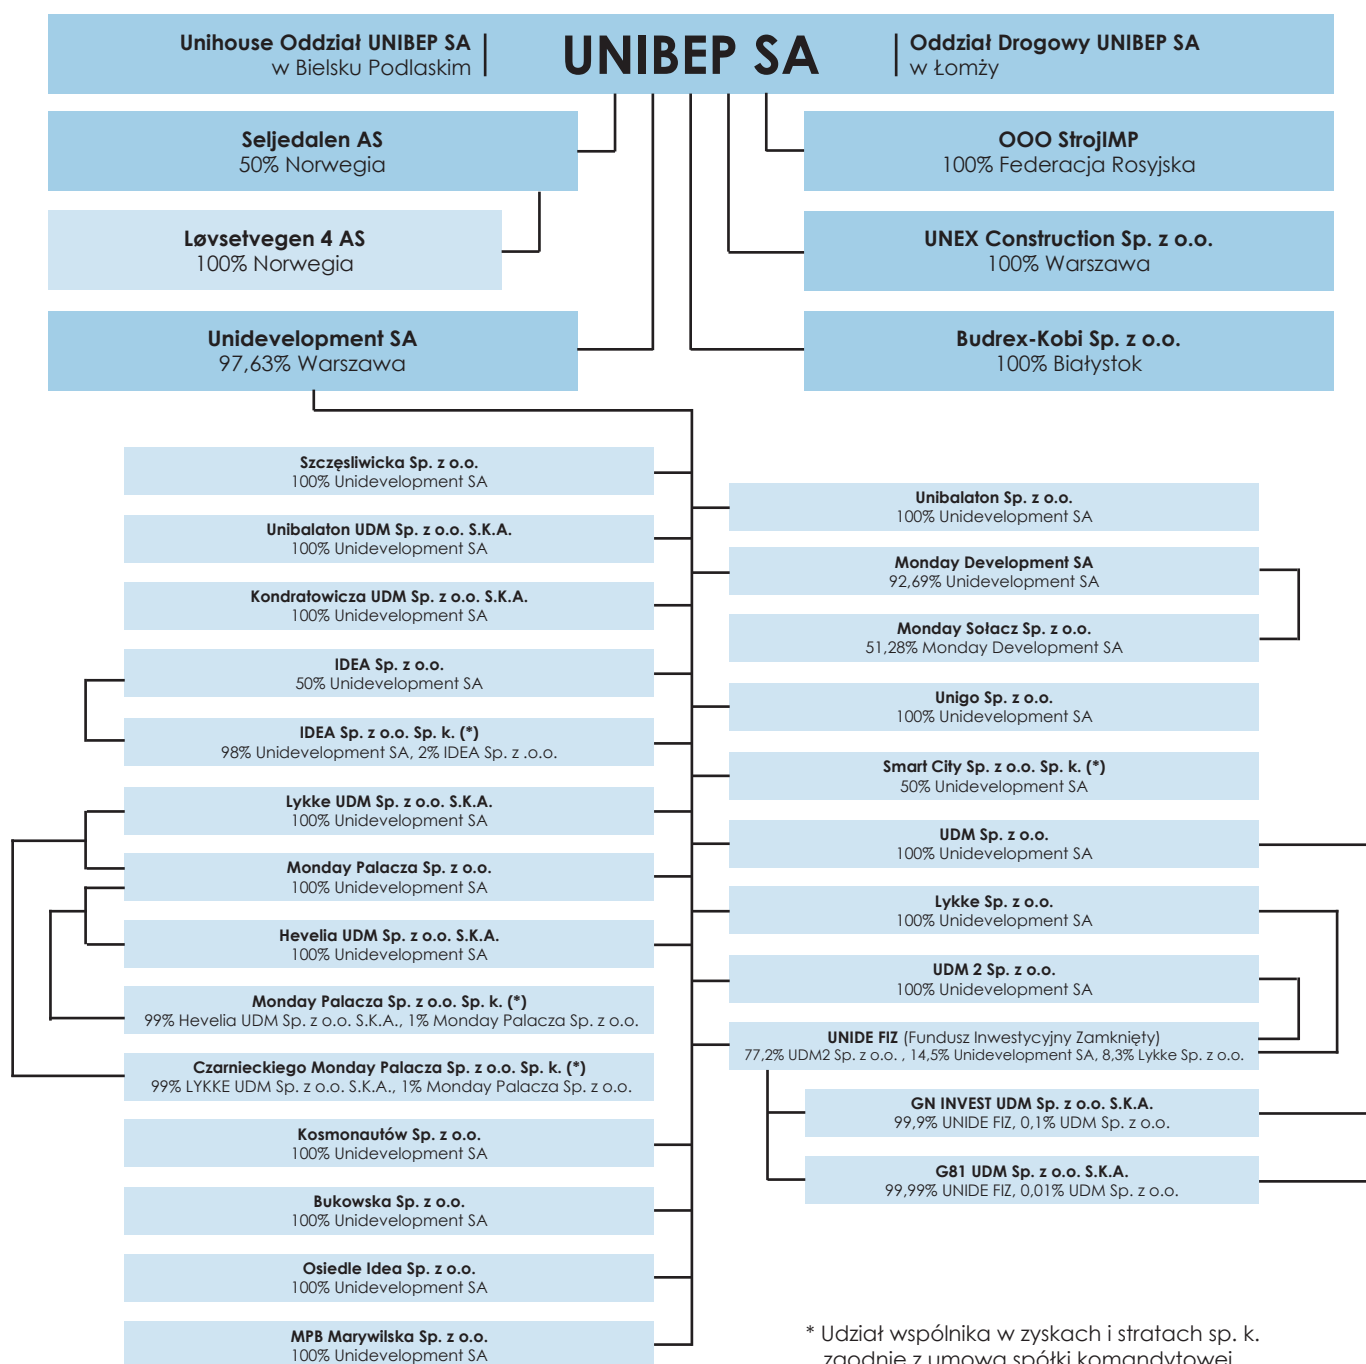 Unihouse Oddział UNIBEP SA
w Bielsku Podlaskim
UNIBEP SA
Oddział Drogowy UNIBEP SA
w Łomży
Seljedalen AS
50% Norwegia
OOO StrojIMP
100% Federacja Rosyjska
Løvsetvegen 4 AS
100% Norwegia
UNEX Construction Sp. z o.o.
100% Warszawa
Unidevelopment SA
97,63% Warszawa
Budrex-Kobi Sp. z o.o.
100% Białystok
Szczęsliwicka Sp. z o.o.
100% Unidevelopment SA
Unibalaton UDM Sp. z o.o. S.K.A.
100% Unidevelopment SA
Kondratowicza UDM Sp. z o.o. S.K.A.
100% Unidevelopment SA
IDEA Sp. z o.o.
50% Unidevelopment SA
IDEA Sp. z o.o. Sp. k. (*)
98% Unidevelopment SA, 2% IDEA Sp. z .o.o.
Lykke UDM Sp. z o.o. S.K.A.
100% Unidevelopment SA
Monday Palacza Sp. z o.o.
100% Unidevelopment SA
Hevelia UDM Sp. z o.o. S.K.A.
100% Unidevelopment SA
Monday Palacza Sp. z o.o. Sp. k. (*)
99% Hevelia UDM Sp. z o.o. S.K.A., 1% Monday Palacza Sp. z o.o.
Czarnieckiego Monday Palacza Sp. z o.o. Sp. k. (*)
99% LYKKE UDM Sp. z o.o. S.K.A., 1% Monday Palacza Sp. z o.o.
Kosmonautów Sp. z o.o.
100% Unidevelopment SA
Bukowska Sp. z o.o.
100% Unidevelopment SA
Osiedle Idea Sp. z o.o.
100% Unidevelopment SA
MPB Marywilska Sp. z o.o.
100% Unidevelopment SA
Unibalaton Sp. z o.o.
100% Unidevelopment SA
Monday Development SA
92,69% Unidevelopment SA
Monday Sołacz Sp. z o.o.
51,28% Monday Development SA
Unigo Sp. z o.o.
100% Unidevelopment SA
Smart City Sp. z o.o. Sp. k. (*)
50% Unidevelopment SA
UDM Sp. z o.o.
100% Unidevelopment SA
Lykke Sp. z o.o.
100% Unidevelopment SA
UDM 2 Sp. z o.o.
100% Unidevelopment SA
UNIDE FIZ (Fundusz Inwestycyjny Zamknięty)
77,2% UDM2 Sp. z o.o. , 14,5% Unidevelopment SA, 8,3% Lykke Sp. z o.o.
GN INVEST UDM Sp. z o.o. S.K.A.
99,9% UNIDE FIZ, 0,1% UDM Sp. z o.o.
G81 UDM Sp. z o.o. S.K.A.
99,99% UNIDE FIZ, 0,01% UDM Sp. z o.o.
* Udział wspólnika w zyskach i stratach sp. k.
zgodnie z umową spółki komandytowej